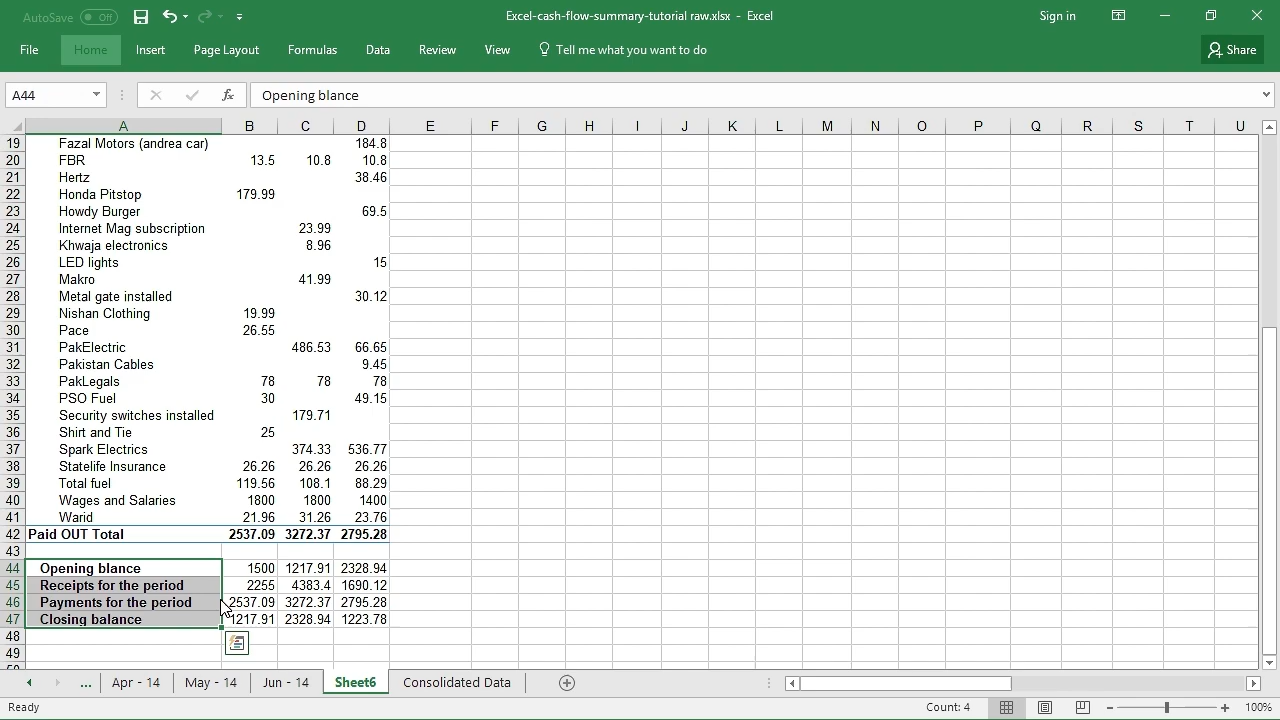 AutoSave Off Excel-cash-flow-summary-tutorial raw.xlsx - Excel Sign in
File Home Insert Page Layout Formulas Data Review View Tell me what you want to do Share
A44 fx Opening blance
A B C D E F G H I J K L M N O P Q R S T U
19 Fazal Motors (andrea car) 184.8
20 FBR 13.5 10.8 10.8
21 Hertz 38.46
22 Honda Pitstop 179.99
23 Howdy Burger 69.5
24 Internet Mag subscription 23.99
25 Khwaja electronics 8.96
26 LED lights 15
27 Makro 41.99
28 Metal gate installed 30.12
29 Nishan Clothing 19.99
30 Pace 26.55
31 PakElectric 486.53 66.65
32 Pakistan Cables 9.45
33 PakLegals 78 78 78
34 PSO Fuel 30 49.15
35 Security switches installed 179.71
36 Shirt and Tie 25
37 Spark Electrics 374.33 536.77
38 Statelife Insurance 26.26 26.26 26.26
39 Total fuel 119.56 108.1 88.29
40 Wages and Salaries 1800 1800 1400
41 Warid 21.96 31.26 23.76
42 Paid OUT Total 2537.09 3272.37 2795.28
43
44 Opening blance 1500 1217.91 2328.94
45 Receipts for the period 2255 4383.4 1690.12
46 Payments for the period 2537.09 3272.37 2795.28
47 Closing balance 1217.91 2328.94 1223.78
48
49
... Apr - 14 May - 14 Jun - 14 Sheet6 Consolidated Data
Ready Count: 4 100%